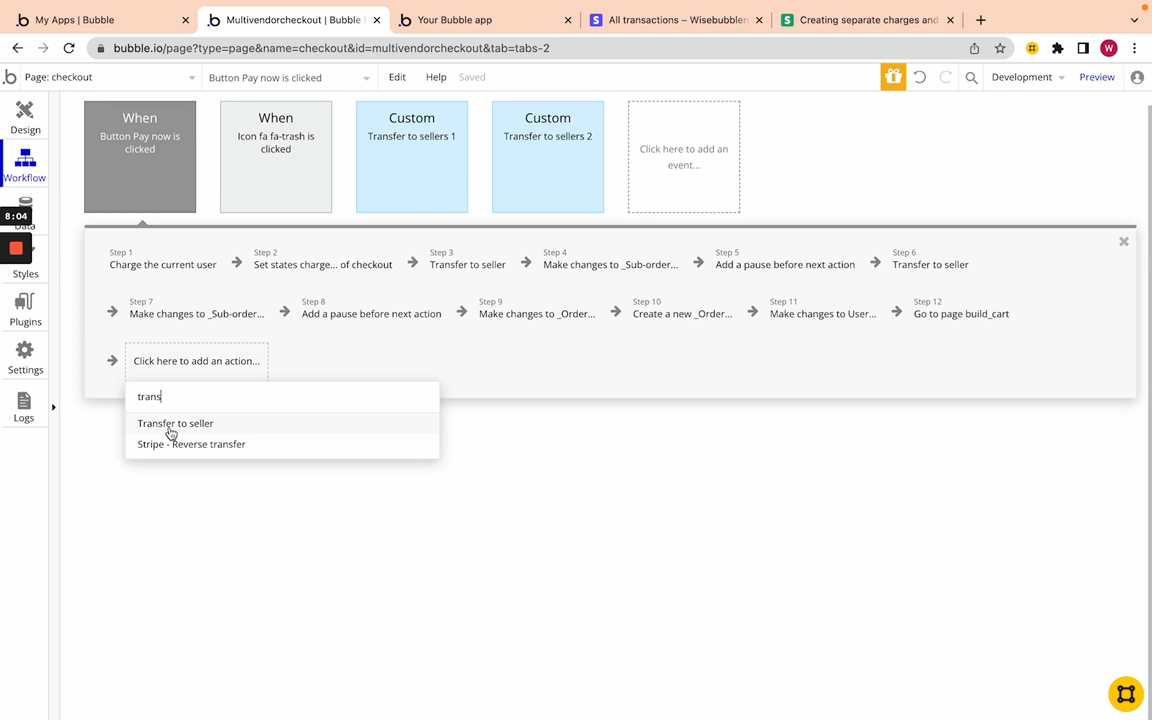 My Apps | Bubble
Multivendorcheckout | Bubble
Your Bubble app
All transactions – Wisebubbler
Creating separate charges and
bubble.io/page?type=page&name=checkout&id=multivendorcheckout&tab=tabs-2
W
Page: checkout
Button Pay now is clicked
Edit
Help
Saved
Development
Preview
Design
Workflow
8:04
Data
Styles
Plugins
Settings
Logs
When
Button Pay now is
clicked
When
Icon fa fa-trash is
clicked
Custom
Transfer to sellers 1
Custom
Transfer to sellers 2
Click here to add an
event...
Step 1
Charge the current user
Step 2
Set states charge... of checkout
Step 3
Transfer to seller
Step 4
Make changes to _Sub-order...
Step 5
Add a pause before next action
Step 6
Transfer to seller
Step 7
Make changes to _Sub-order...
Step 8
Add a pause before next action
Step 9
Make changes to _Order...
Step 10
Create a new _Order...
Step 11
Make changes to User...
Step 12
Go to page build_cart
Click here to add an action...
trans
Transfer to seller
Stripe - Reverse transfer